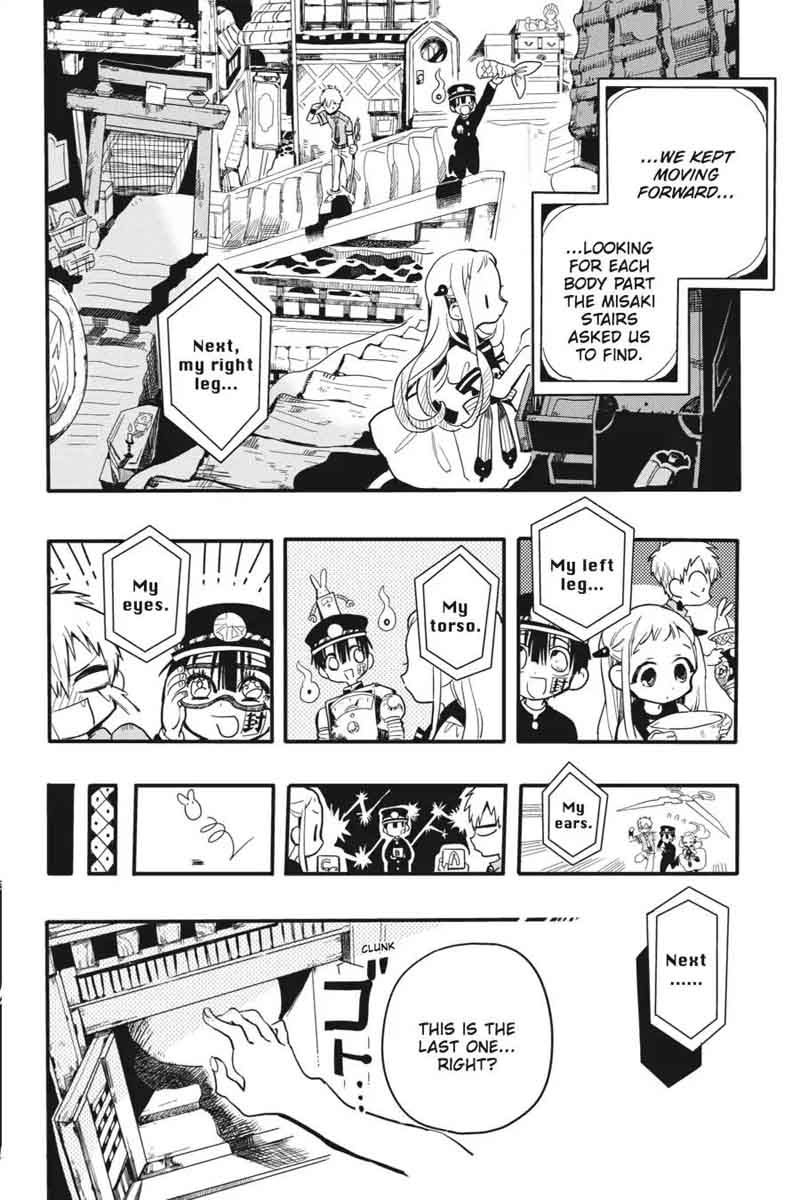 ...WE KEPT
MOVING
FORWARD...
...LOOKING
FOR EACH
BODY PART
THE MISAKI
STAIRS
ASKED US
TO FIND.
Next,
my right
leg...
My left
leg...
封
My
torso.
My
eyes.
封
My
ears.
Next
......
THIS IS THE
LAST ONE...
RIGHT?
CLUNK
ゴト...